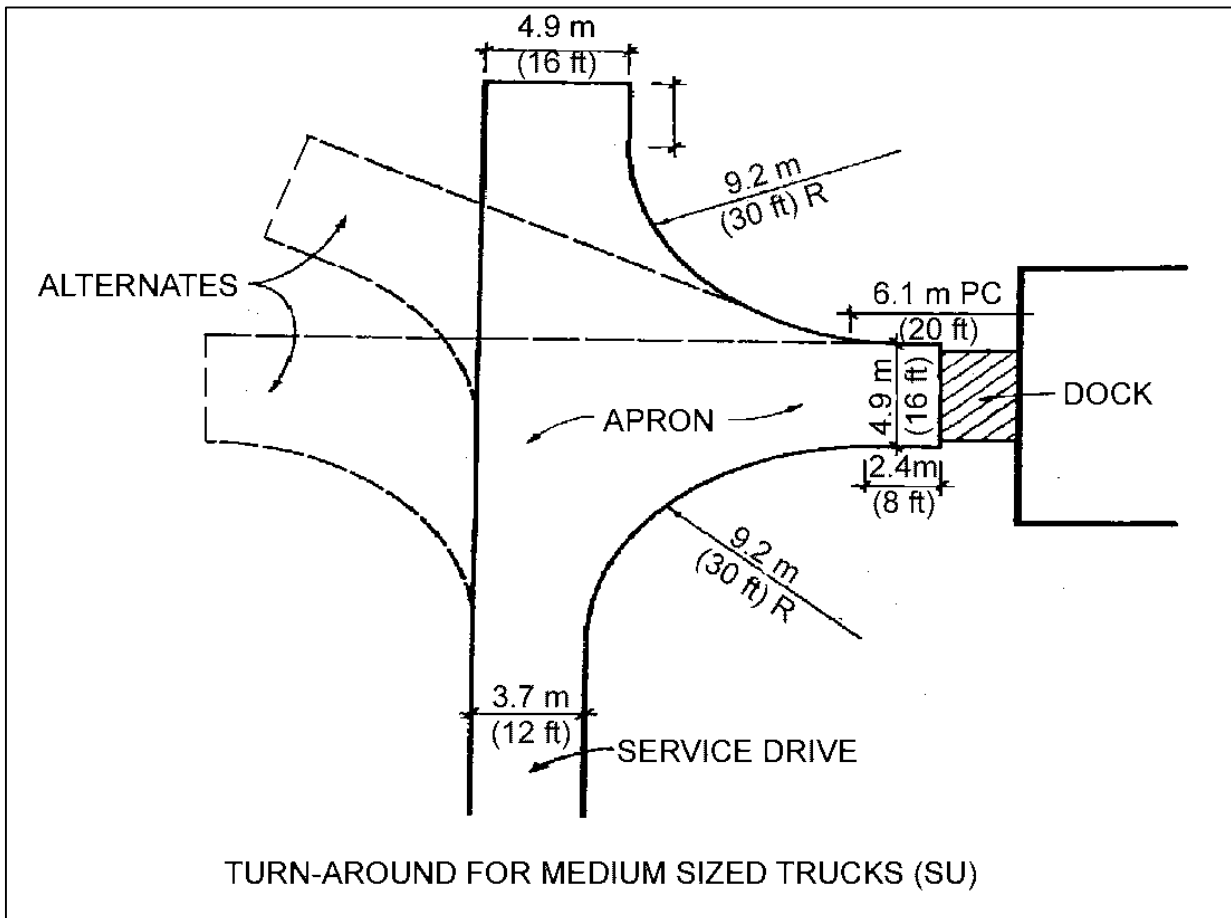 4.9 m
(16 ft)
9.2 m
(30 ft) R
ALTERNATES
6.1 m PC
(20 ft)
4.9 m
(16 ft)
DOCK
APRON
2.4m
(8 ft)
9.2 m
(30 ft) R
3.7 m
(12 ft)
SERVICE DRIVE
TURN-AROUND FOR MEDIUM SIZED TRUCKS (SU)